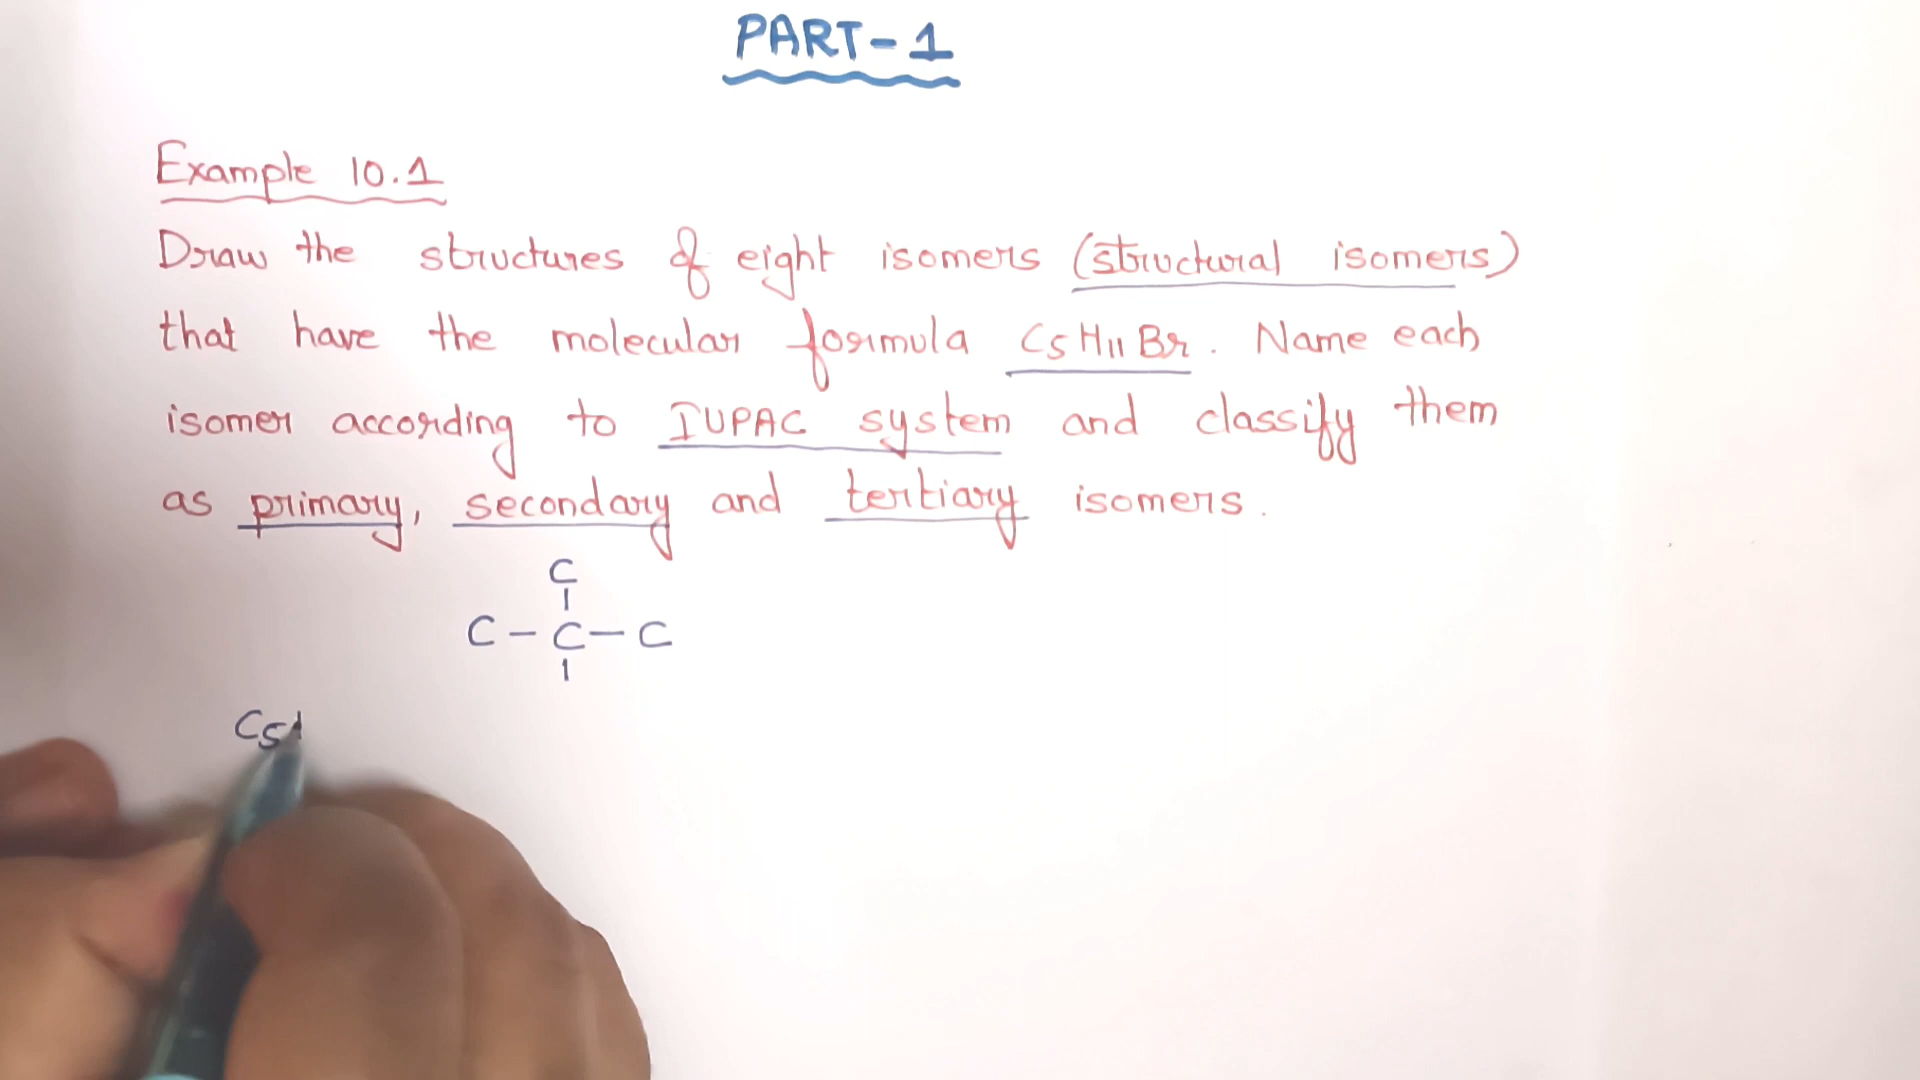 PART-1
Example 10.1
Draw the structures of eight isomers (structural isomers)
that have the molecular formula C5H11Br. Name each
isomer according to IUPAC system and classify them
as primary, secondary and tertiary isomers.
C
C - C - C
C5